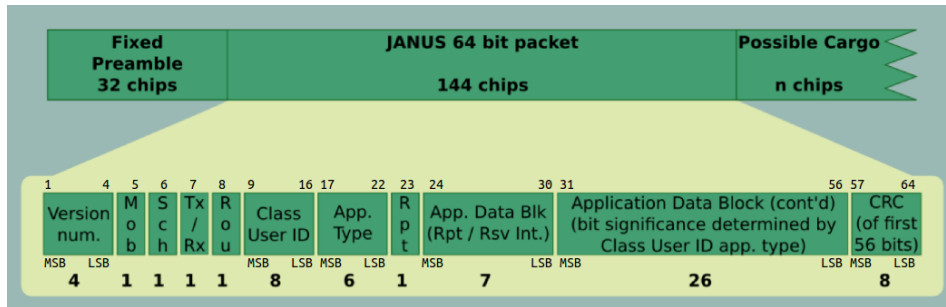 Fixed
Preamble
32 chips
JANUS 64 bit packet
144 chips
Possible Cargo
n chips
1 4 5 6 7 8 9 16 17 22 23 24 30 31 56 57 64
Version
num.
M
o
b
S
c
h
Tx
/
Rx
R
o
u
Class
User ID
App.
Type
R
p
t
App. Data Blk
(Rpt / Rsv Int.)
Application Data Block (cont'd)
(bit significance determined by
Class User ID app. type)
CRC
(of first
56 bits)
MSB LSB MSB LSB MSB LSB MSB LSB MSB LSB MSB LSB
4 1 1 1 1 8 6 1 7 26 8